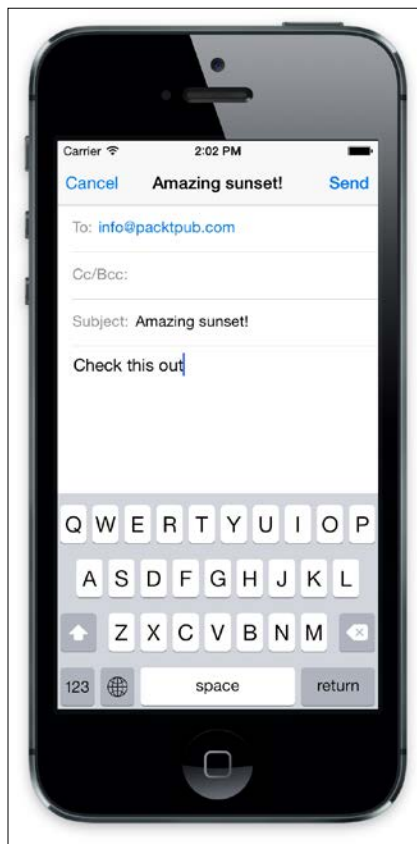 Carrier 2:02 PM
Cancel Amazing sunset! Send
To: info@packtpub.com
Cc/Bcc:
Subject: Amazing sunset!
Check this out
Q W E R T Y U I O P
A S D F G H J K L
Z X C V B N M
123 space return